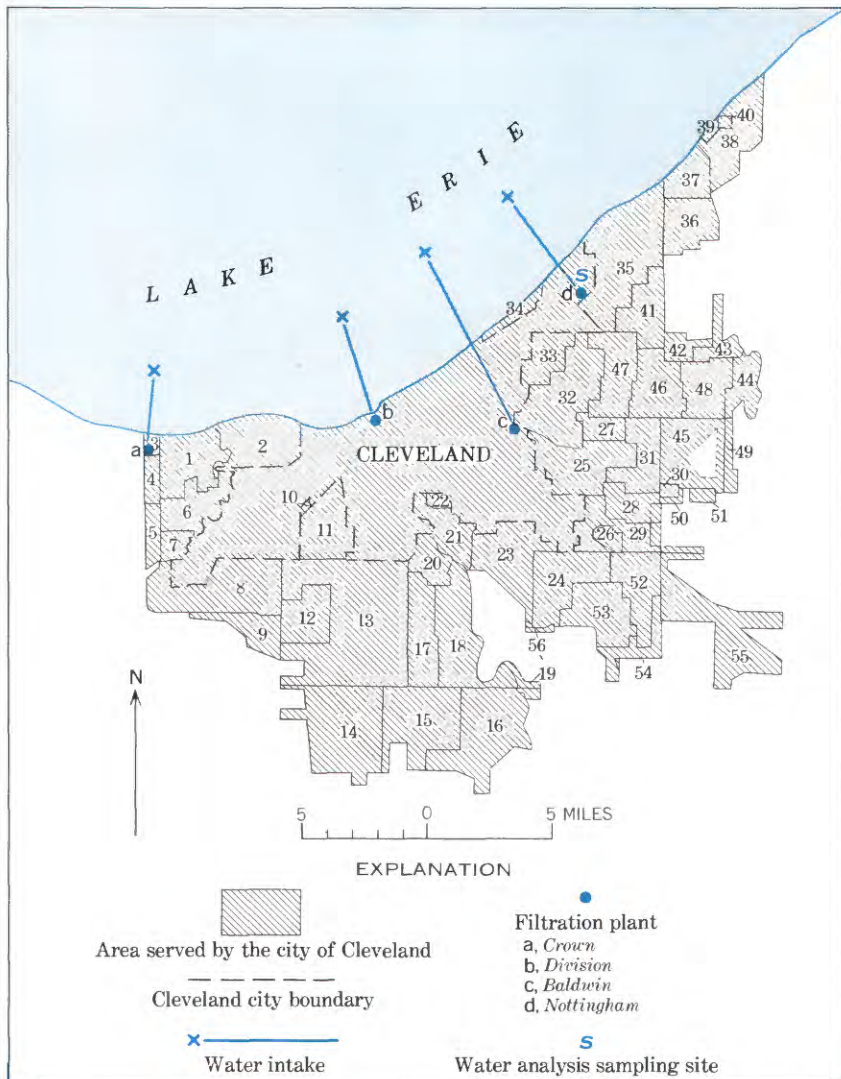 L A K E
E R I E
40
39
38
37
36
35
S
d
34
41
42
43
33
47
32
46
48
44
b
c
27
45
49
CLEVELAND
a
3
1
2
4
25
31
30
10
28
50
51
6
11
22
5
7
21
23
26
29
20
24
52
8
12
13
53
9
17
18
56
19
54
55
N
14
15
16
5
0
5 MILES
EXPLANATION
Area served by the city of Cleveland
Cleveland city boundary
Water intake
Filtration plant
a, Crown
b, Division
c, Baldwin
d, Nottingham
S
Water analysis sampling site